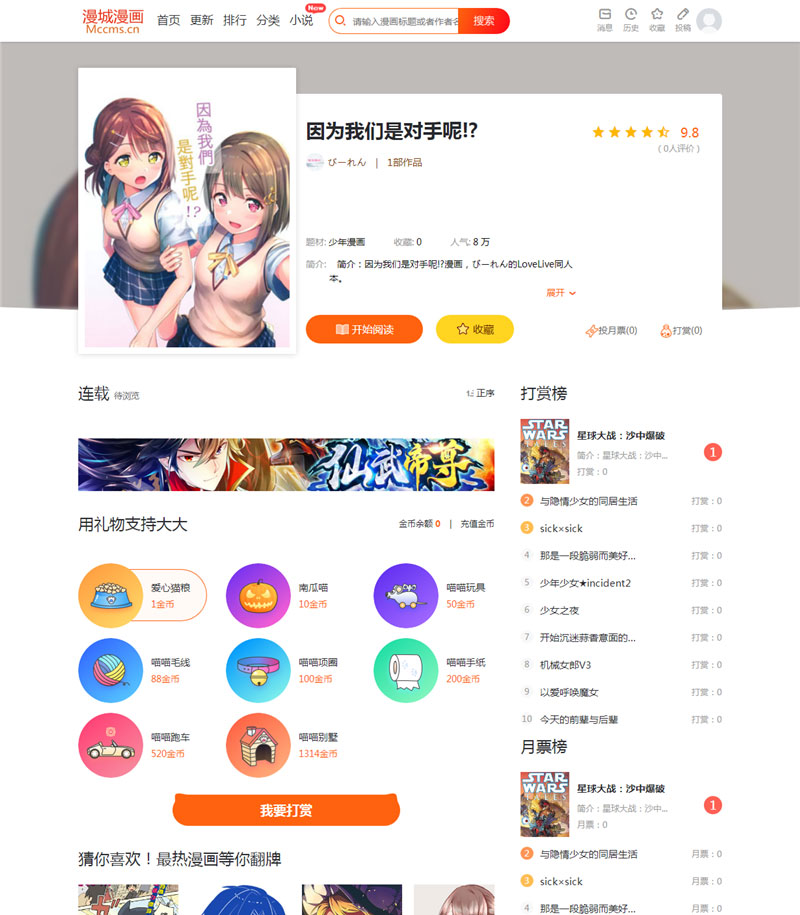 漫城漫画
Mccms.cn
首页 更新 排行 分类 小说 New
请输入漫画标题或者作者名
搜索
消息 历史 收藏 投稿
因為我們
是對手呢!?
因为我们是对手呢!?
9.8
( 0人评价 )
びーれん | 1部作品
题材: 少年漫画 收藏: 0 人气: 8 万
简介: 简介：因为我们是对手呢!?漫画，びーれん的LoveLive同人
本。
展开
开始阅读 收藏 投月票(0) 打赏(0)
连载 待浏览 正序
仙武帝尊
用礼物支持大大 金币余额 0 | 充值金币
爱心猫粮
1金币
南瓜喵
10金币
喵喵玩具
50金币
喵喵毛线
88金币
喵喵项圈
100金币
喵喵手纸
200金币
喵喵跑车
520金币
喵喵别墅
1314金币
我要打赏
猜你喜欢！最热漫画等你翻牌
打赏榜
STAR
WARS
TALES
星球大战：沙中爆破
简介：星球大战：沙中...
打赏：0
1
2 与隐情少女的同居生活 打赏：0
3 sick×sick 打赏：0
4 那是一段脆弱而美好... 打赏：0
5 少年少女★incident2 打赏：0
6 少女之夜 打赏：0
7 开始沉迷蒜香意面的... 打赏：0
8 机械女郎V3 打赏：0
9 以爱呼唤魔女 打赏：0
10 今天的前辈与后辈 打赏：0
月票榜
STAR
WARS
TALES
星球大战：沙中爆破
简介：星球大战：沙中...
月票：0
1
2 与隐情少女的同居生活 月票：0
3 sick×sick 月票：0
4 那是一段脆弱而美好... 月票：0